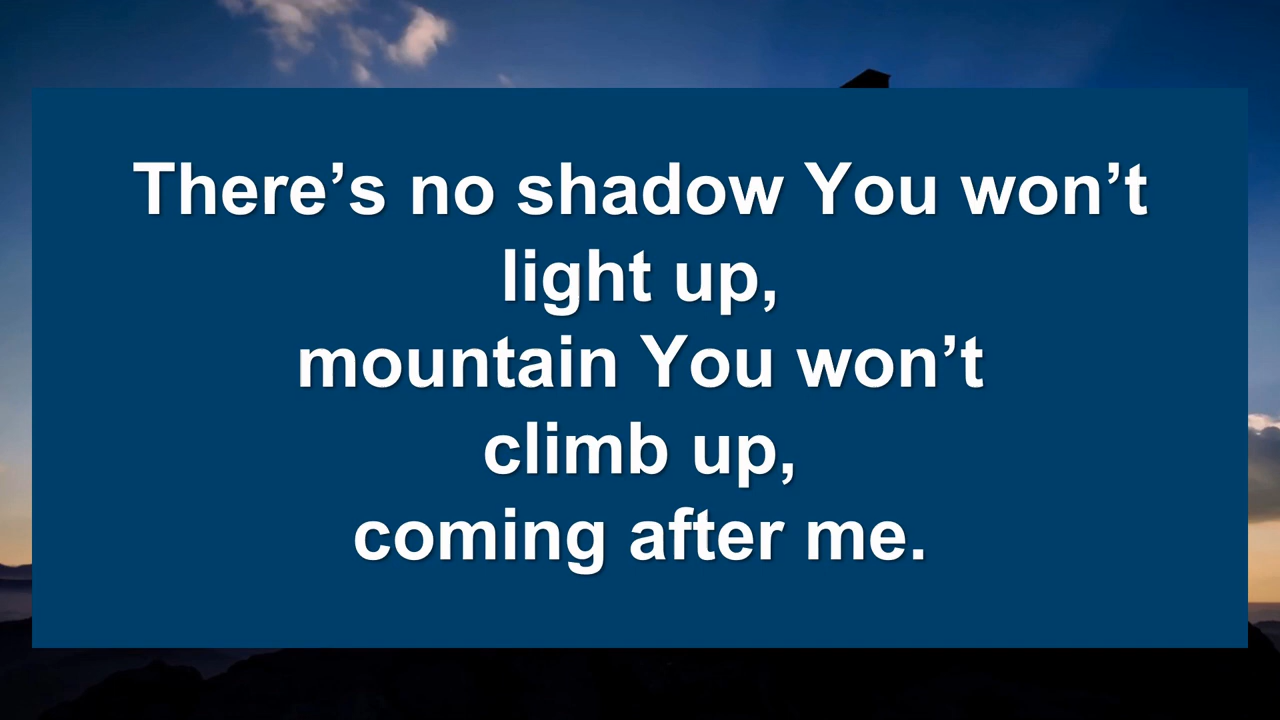 There’s no shadow You won’t
light up,
mountain You won’t
climb up,
coming after me.